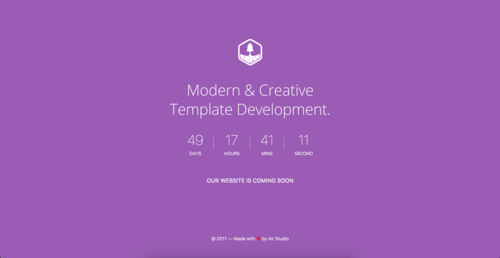 Modern & Creative
Template Development.
49 17 41 11
DAYS HOURS MINS SECOND
OUR WEBSITE IS COMING SOON
© 2017 — Made with ❤ by Air Studio